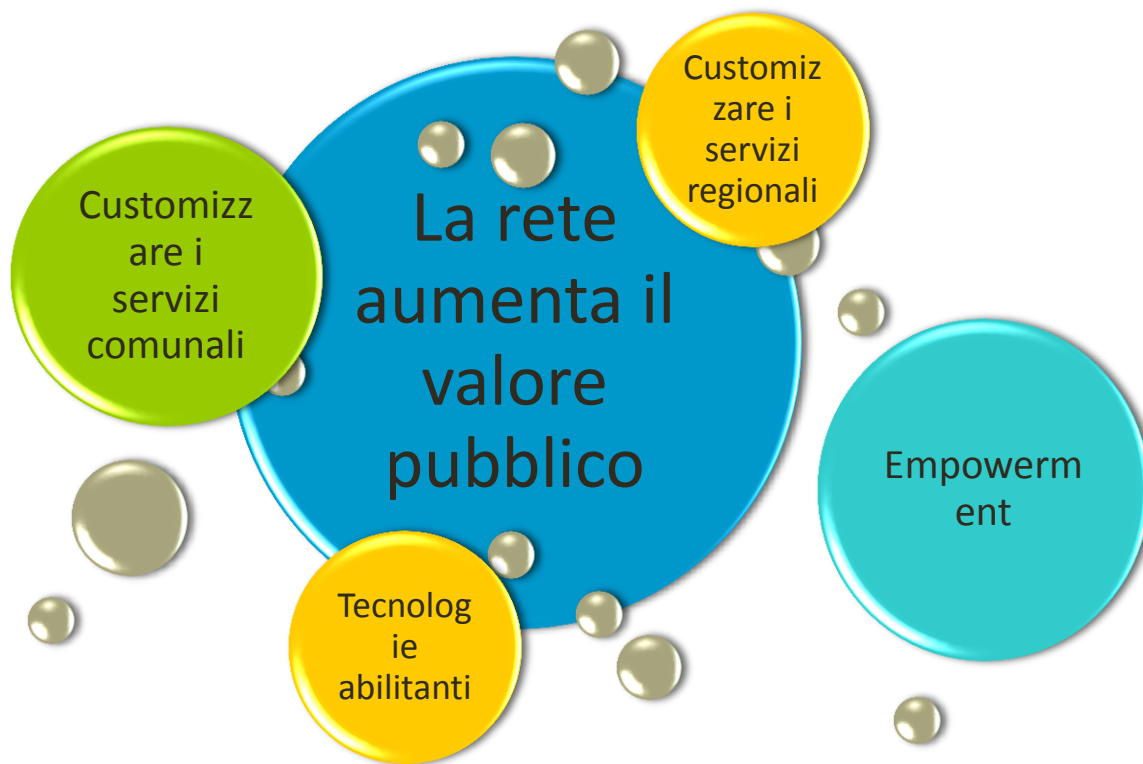 Customiz
zare i
servizi
regionali
Customizz
are i
servizi
comunali
La rete
aumenta il
valore
pubblico
Empowerm
ent
Tecnolog
ie
abilitanti